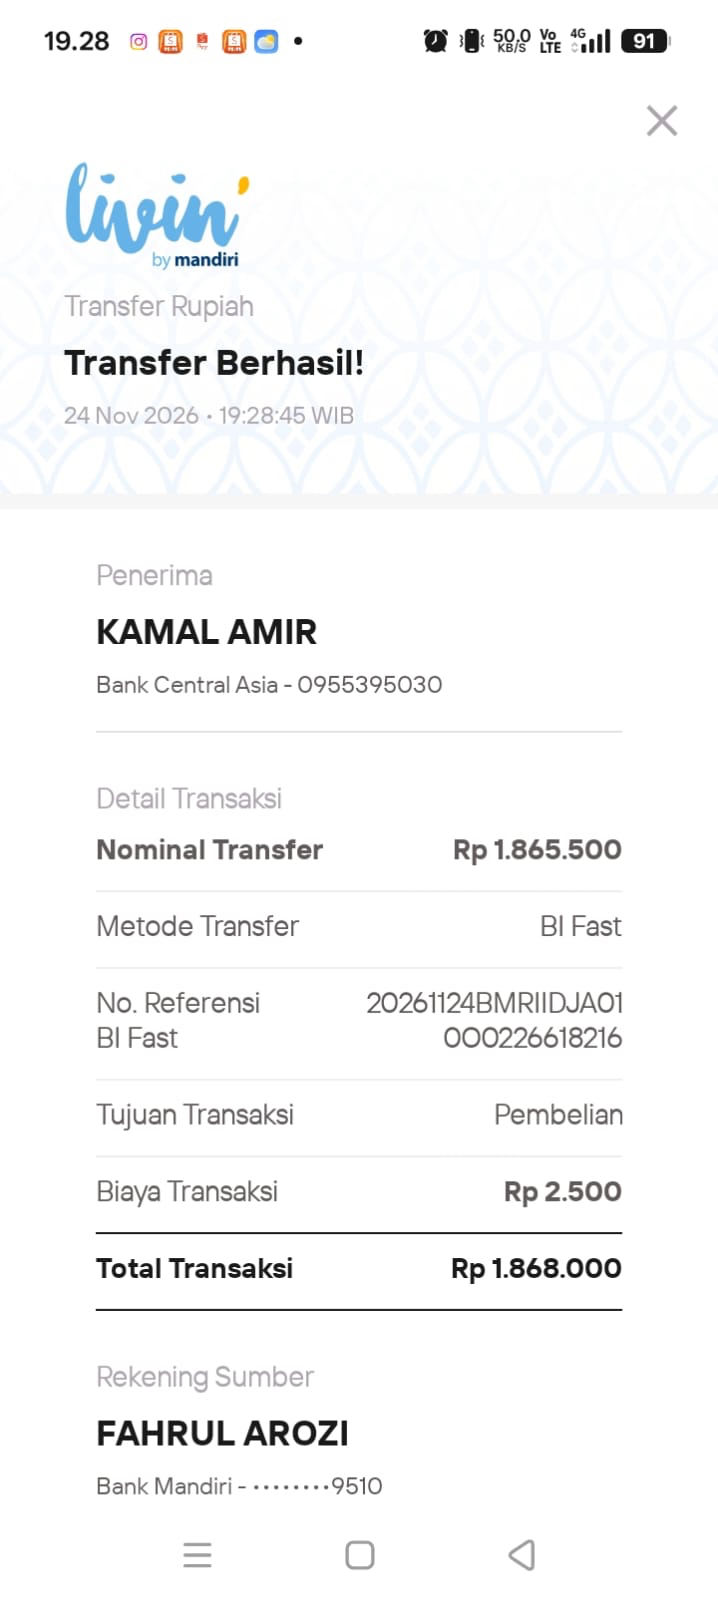 19.28
50.0 KB/S
Vo LTE
4G
91
livin'
by mandiri
Transfer Rupiah
Transfer Berhasil!
24 Nov 2026 • 19:28:45 WIB
Penerima
KAMAL AMIR
Bank Central Asia - 0955395030
Detail Transaksi
Nominal Transfer Rp 1.865.500
Metode Transfer BI Fast
No. Referensi 20261124BMRIIDJA01
BI Fast 000226618216
Tujuan Transaksi Pembelian
Biaya Transaksi Rp 2.500
Total Transaksi Rp 1.868.000
Rekening Sumber
FAHRUL AROZI
Bank Mandiri - ••••••••9510